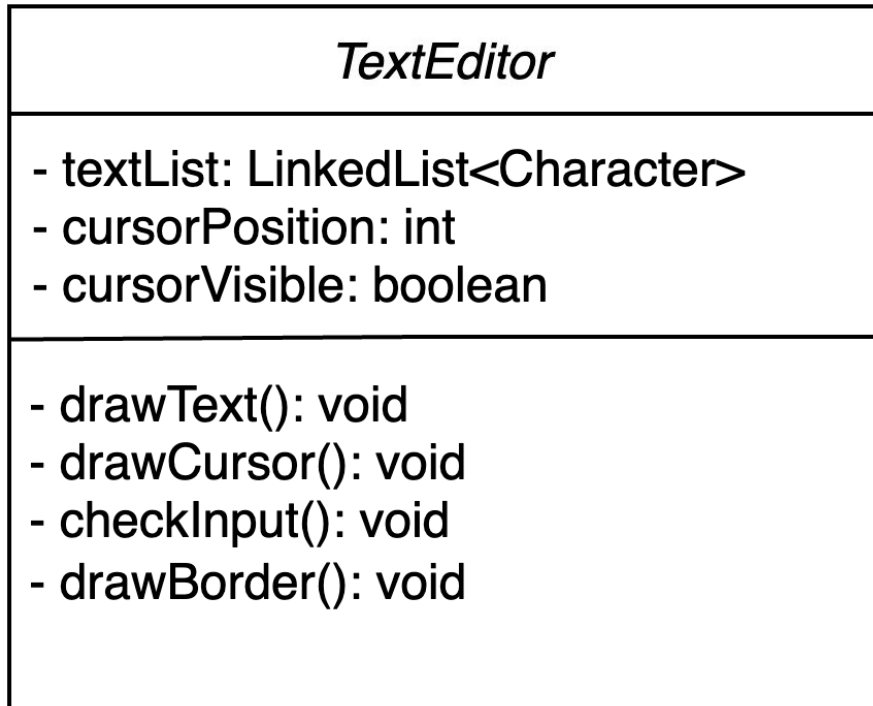 TextEditor
- textList: LinkedList<Character>
- cursorPosition: int
- cursorVisible: boolean
- drawText(): void
- drawCursor(): void
- checkInput(): void
- drawBorder(): void